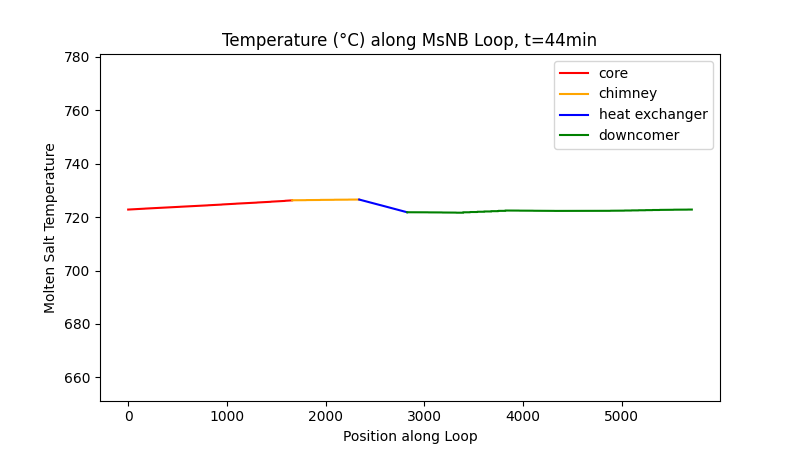 Temperature (°C) along MsNB Loop, t=44min
core
chimney
heat exchanger
downcomer
780
760
740
720
700
680
660
Molten Salt Temperature
0 1000 2000 3000 4000 5000
Position along Loop